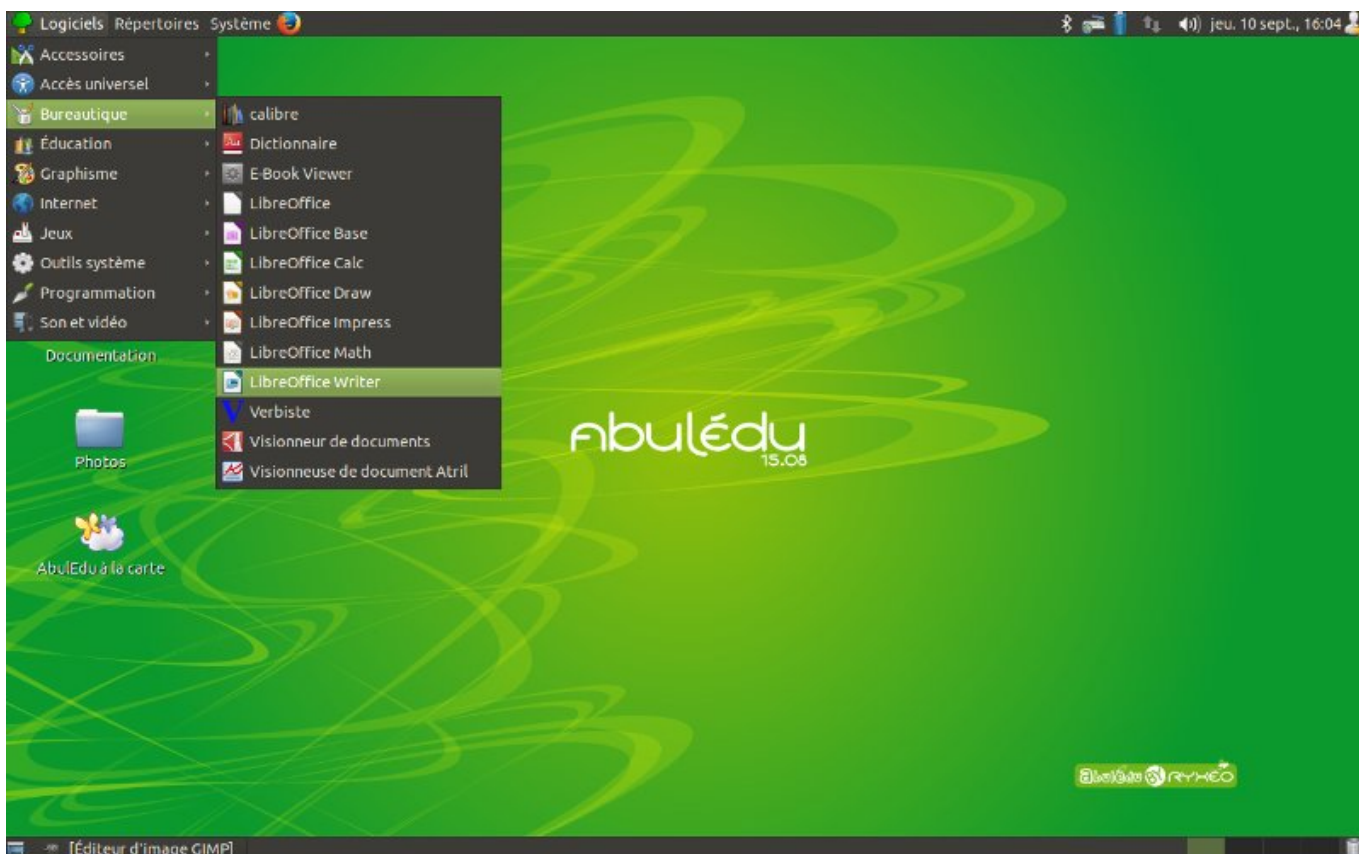 Logiciels Répertoires Système
jeu. 10 sept., 16:04
Accessoires
Accès universel
Bureautique
Éducation
Graphisme
Internet
Jeux
Outils système
Programmation
Son et vidéo
calibre
Dictionnaire
E-Book Viewer
LibreOffice
LibreOffice Base
LibreOffice Calc
LibreOffice Draw
LibreOffice Impress
LibreOffice Math
LibreOffice Writer
Verbiste
Visionneur de documents
Visionneuse de document Atril
Documentation
Photos
AbulEdu à la carte
abulédu
15.08
abulédu RYXÉO
[Éditeur d'image GIMP]